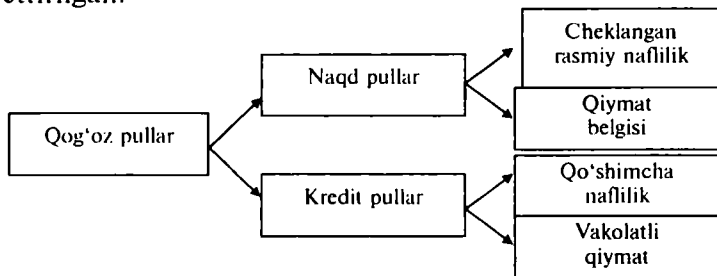 Cheklangan
rasmiy naflilik
Naqd pullar
Qiymat
belgisi
Qog‘oz pullar
Qo‘shimcha
naflilik
Kredit pullar
Vakolatli
qiymat